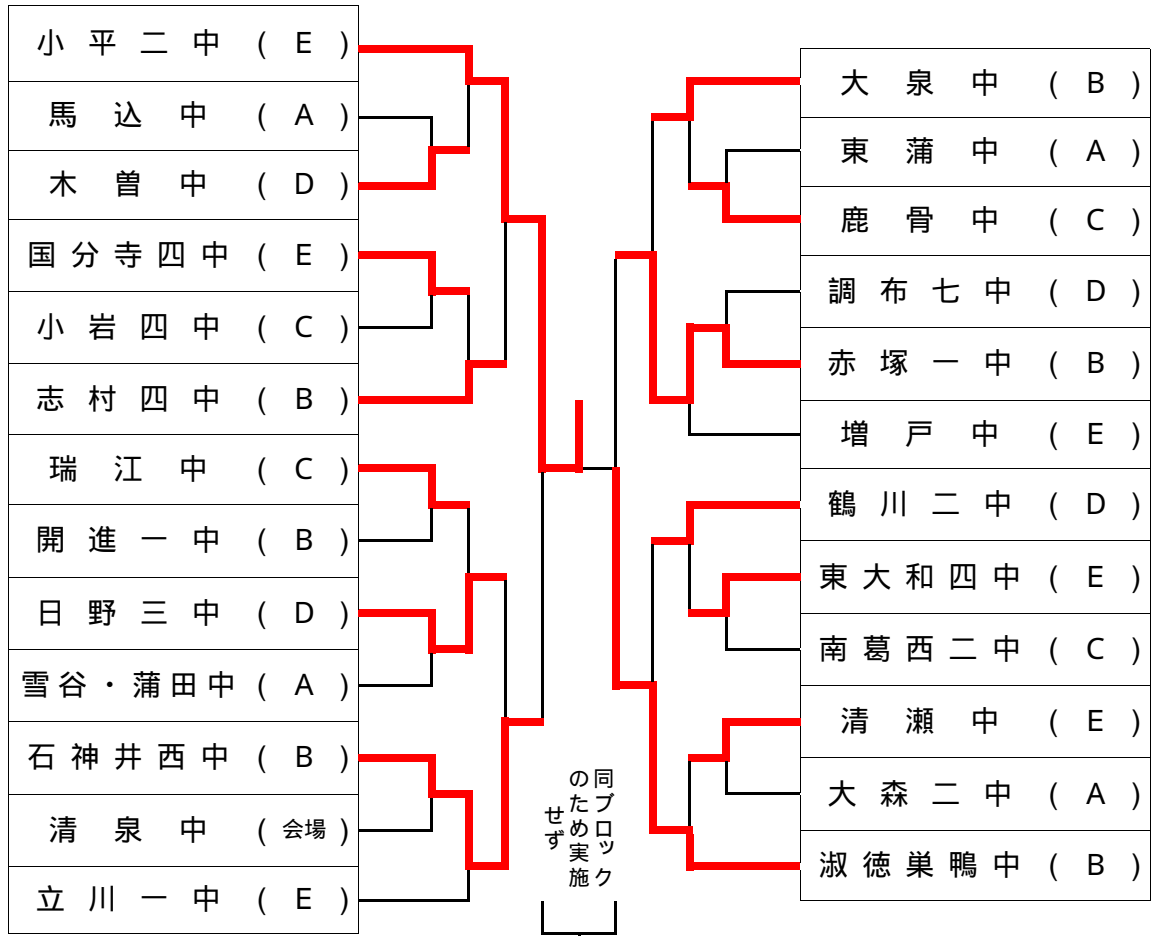 小平二中 ( E )
馬込中 ( A )
木曽中 ( D )
国分寺四中 ( E )
小岩四中 ( C )
志村四中 ( B )
瑞江中 ( C )
開進一中 ( B )
日野三中 ( D )
雪谷・蒲田中 ( A )
石神井西中 ( B )
清泉中 ( 会場 )
立川一中 ( E )
同ブロック
のため実施
せず
大泉中 ( B )
東蒲中 ( A )
鹿骨中 ( C )
調布七中 ( D )
赤塚一中 ( B )
増戸中 ( E )
鶴川二中 ( D )
東大和四中 ( E )
南葛西二中 ( C )
清瀬中 ( E )
大森二中 ( A )
淑徳巣鴨中 ( B )